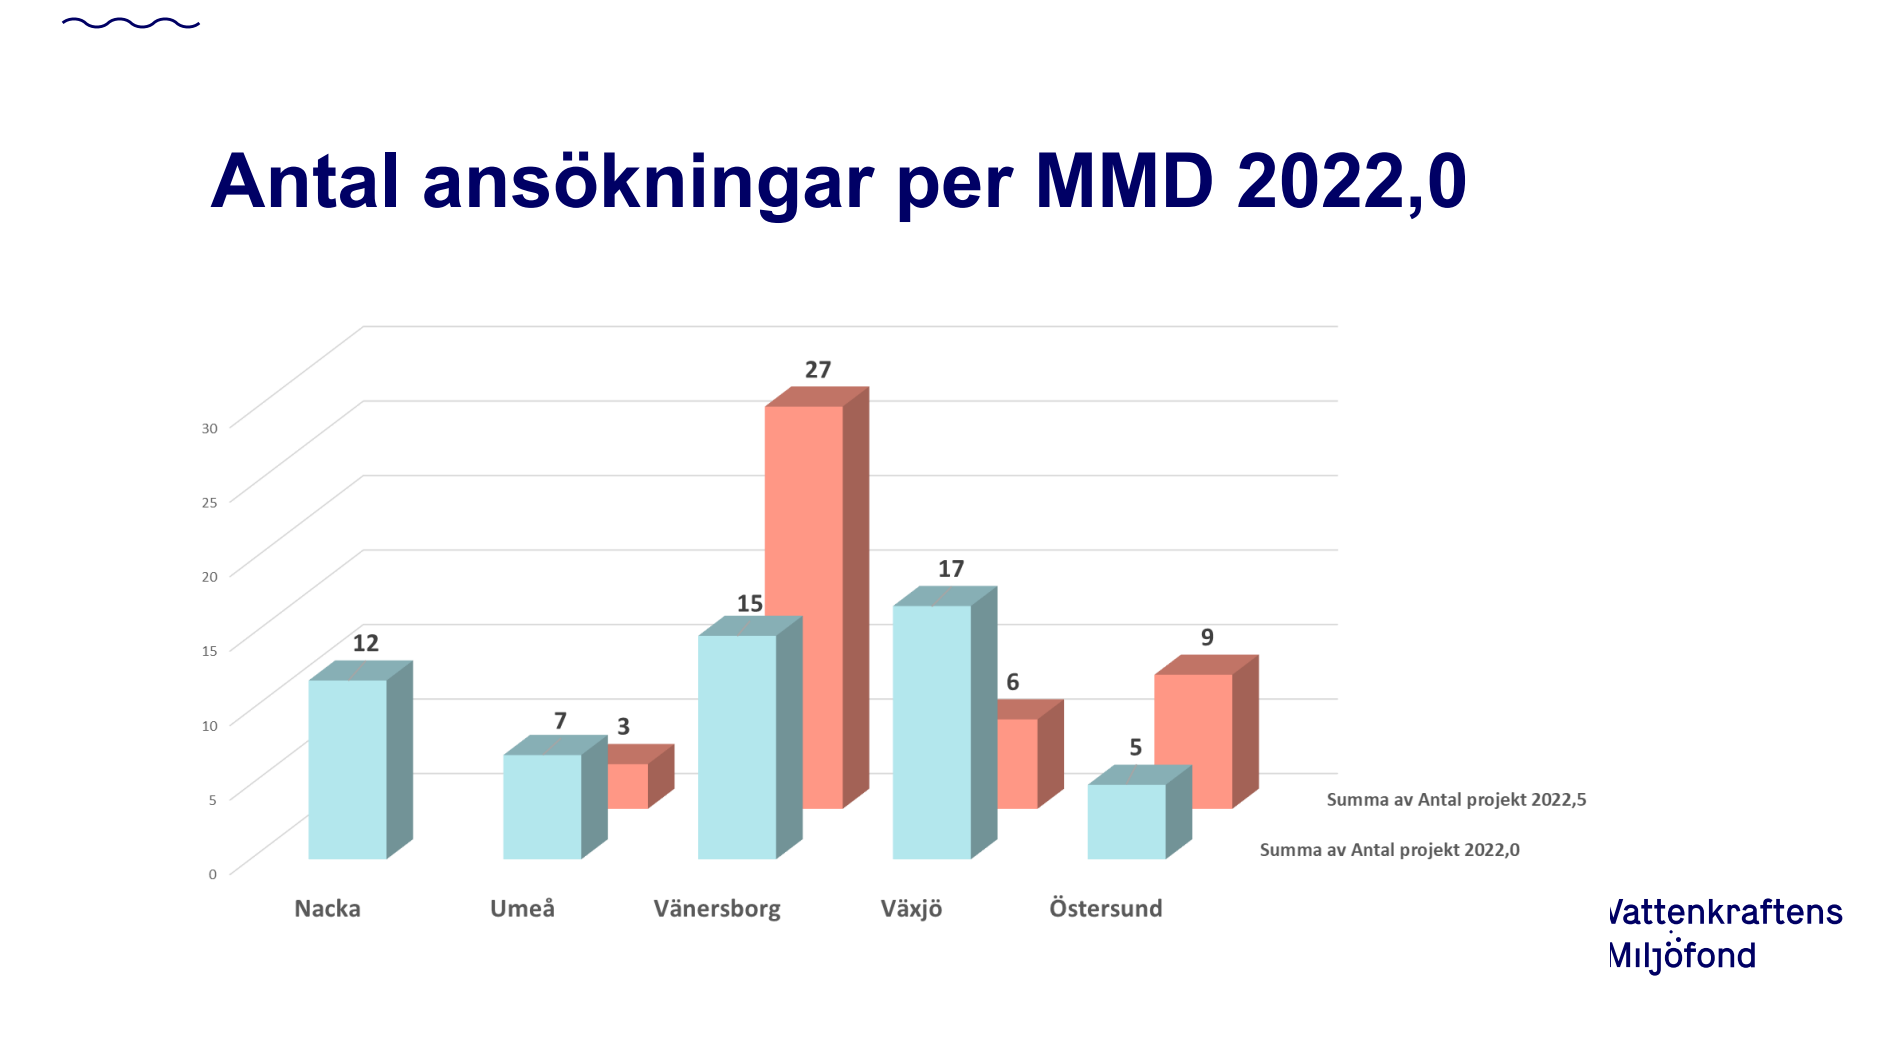 Antal ansökningar per MMD 2022,0
27
30
25
20
17
15
12
15
9
6
7
3
10
5
5
Summa av Antal projekt 2022,5
Summa av Antal projekt 2022,0
0
Nacka Umeå Vänersborg Växjö Östersund
Vattenkraftens
Miljöfond